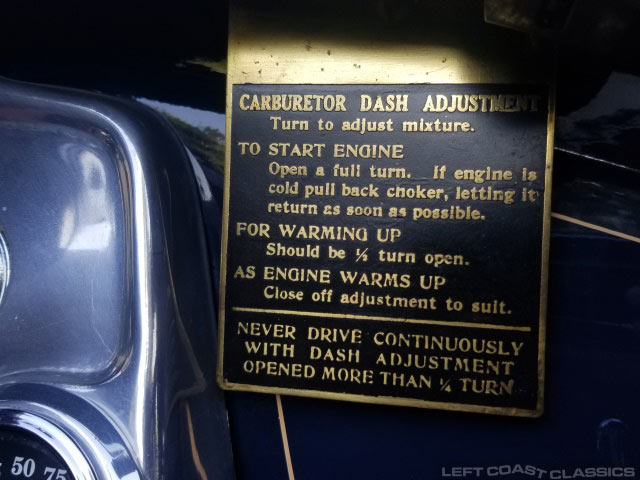 CARBURETOR DASH ADJUSTMENT
Turn to adjust mixture.
TO START ENGINE
Open a full turn. If engine is
cold pull back choker, letting it
return as soon as possible.
FOR WARMING UP
Should be ½ turn open.
AS ENGINE WARMS UP
Close off adjustment to suit.
NEVER DRIVE CONTINUOUSLY
WITH DASH ADJUSTMENT
OPENED MORE THAN ¼ TURN
50 75
LEFT COAST CLASSICS